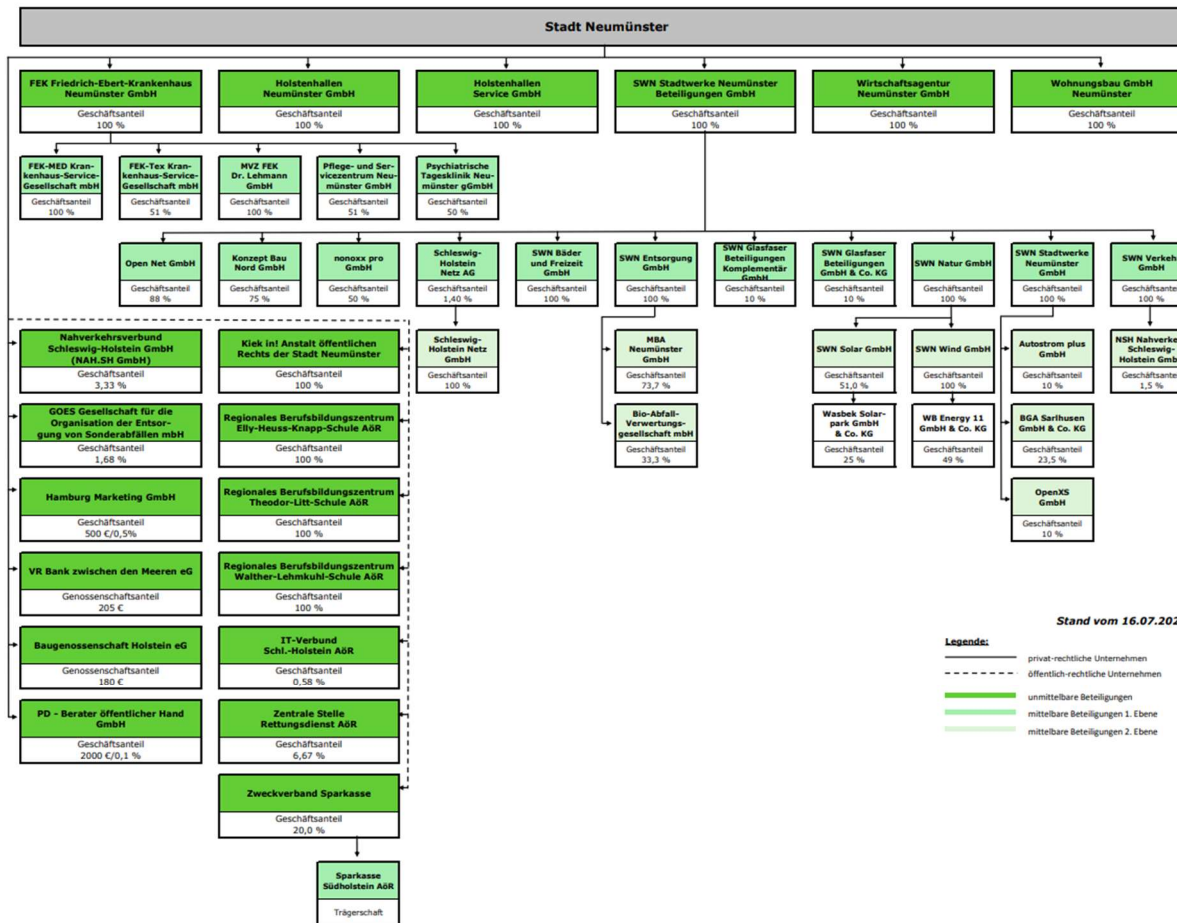 Stadt Neumünster
FEK Friedrich-Ebert-Krankenhaus
Neumünster GmbH
Geschäftsanteil
100 %
Holstenhallen
Neumünster GmbH
Geschäftsanteil
100 %
Holstenhallen
Service GmbH
Geschäftsanteil
100 %
SWN Stadtwerke Neumünster
Beteiligungen GmbH
Geschäftsanteil
100 %
Wirtschaftsagentur
Neumünster GmbH
Geschäftsanteil
100 %
Wohnungsbau GmbH
Neumünster
Geschäftsanteil
100 %
FEK-MED Kran-
kenhaus-Service-
Gesellschaft mbH
Geschäftsanteil
100 %
FEK-Tex Kran-
kenhaus-Service-
Gesellschaft mbH
Geschäftsanteil
51 %
MVZ FEK
Dr. Lehmann
GmbH
Geschäftsanteil
100 %
Pflege- und Ser-
vicezentrum Neu-
münster GmbH
Geschäftsanteil
51 %
Psychiatrische
Tagesklinik Neu-
münster gGmbH
Geschäftsanteil
50 %
Open Net GmbH
Geschäftsanteil
88 %
Konzept Bau
Nord GmbH
Geschäftsanteil
75 %
nonoxx pro
GmbH
Geschäftsanteil
50 %
Schleswig-
Holstein
Netz AG
Geschäftsanteil
1,40 %
SWN Bäder
und Freizeit
GmbH
Geschäftsanteil
100 %
SWN Entsorgung
GmbH
Geschäftsanteil
100 %
SWN Glasfaser
Beteiligungen
Komplementär
GmbH
Geschäftsanteil
10 %
SWN Glasfaser
Beteiligungen
GmbH & Co. KG
Geschäftsanteil
10 %
SWN Natur GmbH
Geschäftsanteil
100 %
SWN Stadtwerke
Neumünster
GmbH
Geschäftsanteil
100 %
SWN Verkehr
GmbH
Geschäftsanteil
100 %
Nahverkehrsverbund
Schleswig-Holstein GmbH
(NAH.SH GmbH)
Geschäftsanteil
3,33 %
Kiek in! Anstalt öffentlichen
Rechts der Stadt Neumünster
Geschäftsanteil
100 %
Schleswig-
Holstein Netz
GmbH
Geschäftsanteil
100 %
MBA
Neumünster
GmbH
Geschäftsanteil
73,7 %
SWN Solar GmbH
Geschäftsanteil
51,0 %
SWN Wind GmbH
Geschäftsanteil
100 %
Autostrom plus
GmbH
Geschäftsanteil
10 %
NSH Nahverkehr
Schleswig-
Holstein GmbH
Geschäftsanteil
1,5 %
GOES Gesellschaft für die
Organisation der Entsor-
gung von Sonderabfällen mbH
Geschäftsanteil
1,68 %
Regionales Berufsbildungszentrum
Elly-Heuss-Knapp-Schule AöR
Geschäftsanteil
100 %
Bio-Abfall-
Verwertungs-
gesellschaft mbH
Geschäftsanteil
33,3 %
Wasbek Solar-
park GmbH
& Co. KG
Geschäftsanteil
25 %
WB Energy 11
GmbH & Co. KG
Geschäftsanteil
49 %
BGA Sarlhusen
GmbH & Co. KG
Geschäftsanteil
23,5 %
Hamburg Marketing GmbH
Geschäftsanteil
500 €/0,5%
Regionales Berufsbildungszentrum
Theodor-Litt-Schule AöR
Geschäftsanteil
100 %
OpenXS
GmbH
Geschäftsanteil
10 %
VR Bank zwischen den Meeren eG
Genossenschaftsanteil
205 €
Regionales Berufsbildungszentrum
Walther-Lehmkuhl-Schule AöR
Geschäftsanteil
100 %
Baugenossenschaft Holstein eG
Genossenschaftsanteil
180 €
IT-Verbund
Schl.-Holstein AöR
Geschäftsanteil
0,58 %
PD - Berater öffentlicher Hand
GmbH
Geschäftsanteil
2000 €/0,1 %
Zentrale Stelle
Rettungsdienst AöR
Geschäftsanteil
6,67 %
Zweckverband Sparkasse
Geschäftsanteil
20,0 %
Sparkasse
Südholstein AöR
Trägerschaft
Stand vom 16.07.202
Legende:
privat-rechtliche Unternehmen
öffentlich-rechtliche Unternehmen
unmittelbare Beteiligungen
mittelbare Beteiligungen 1. Ebene
mittelbare Beteiligungen 2. Ebene